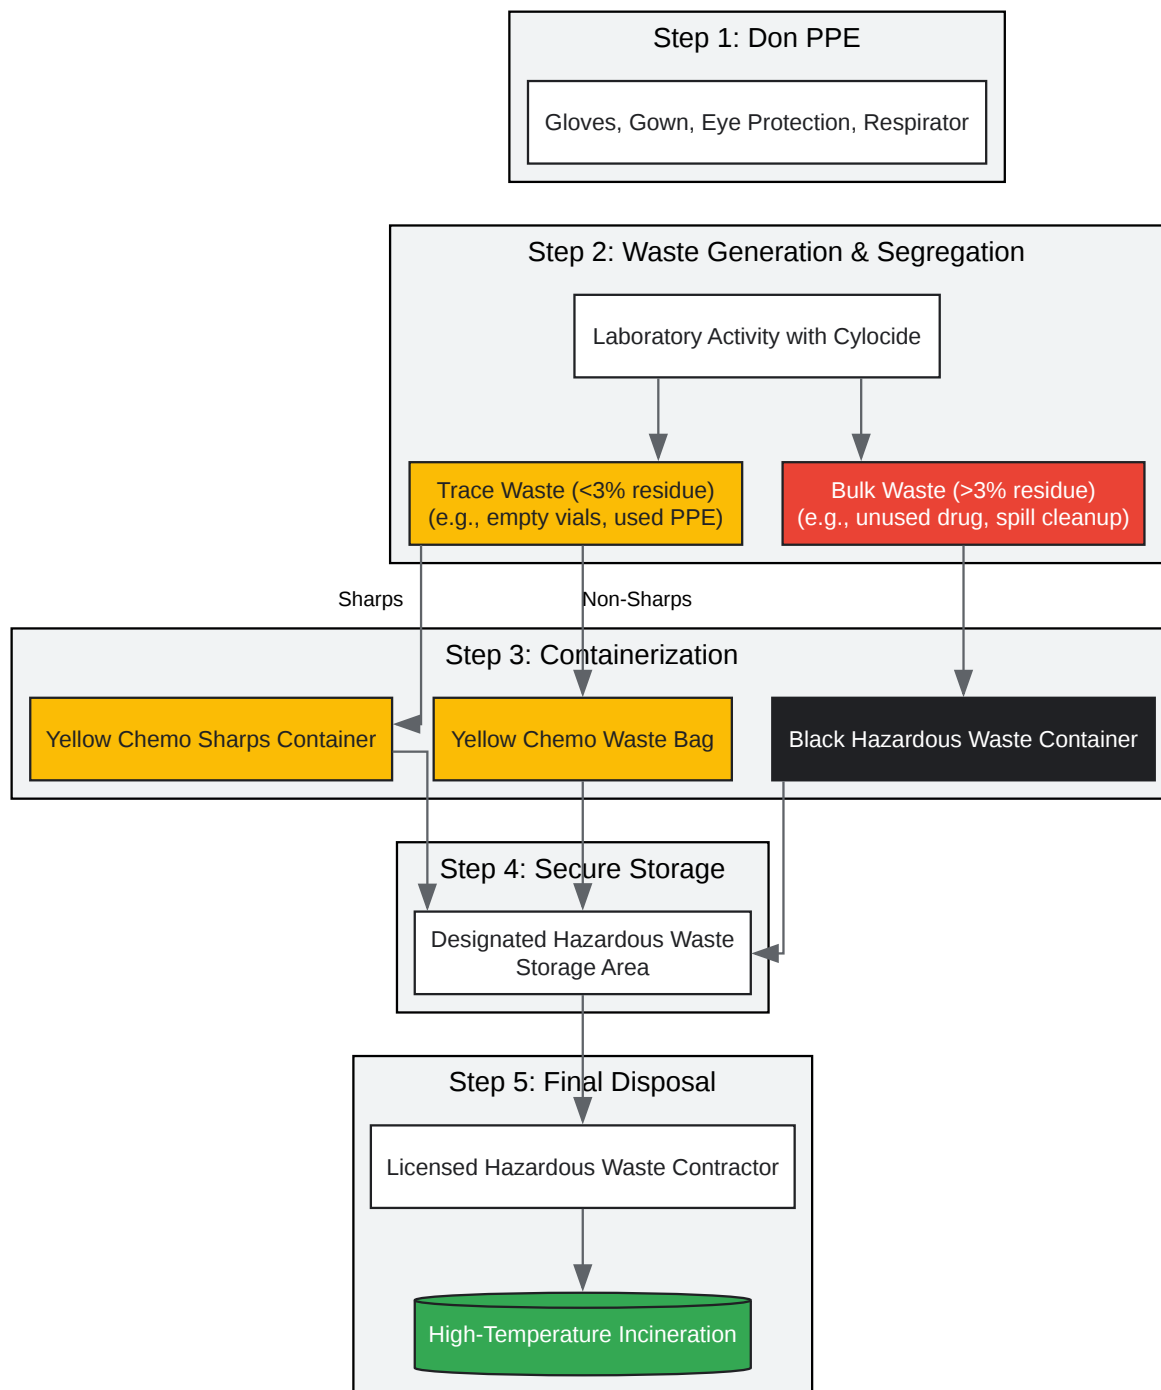 Step 1: Don PPE
Gloves, Gown, Eye Protection, Respirator
Step 2: Waste Generation & Segregation
Laboratory Activity with Cylocide
Trace Waste (<3% residue)
(e.g., empty vials, used PPE)
Bulk Waste (>3% residue)
(e.g., unused drug, spill cleanup)
Sharps
Non-Sharps
Step 3: Containerization
Yellow Chemo Sharps Container
Yellow Chemo Waste Bag
Black Hazardous Waste Container
Step 4: Secure Storage
Designated Hazardous Waste
Storage Area
Step 5: Final Disposal
Licensed Hazardous Waste Contractor
High-Temperature Incineration